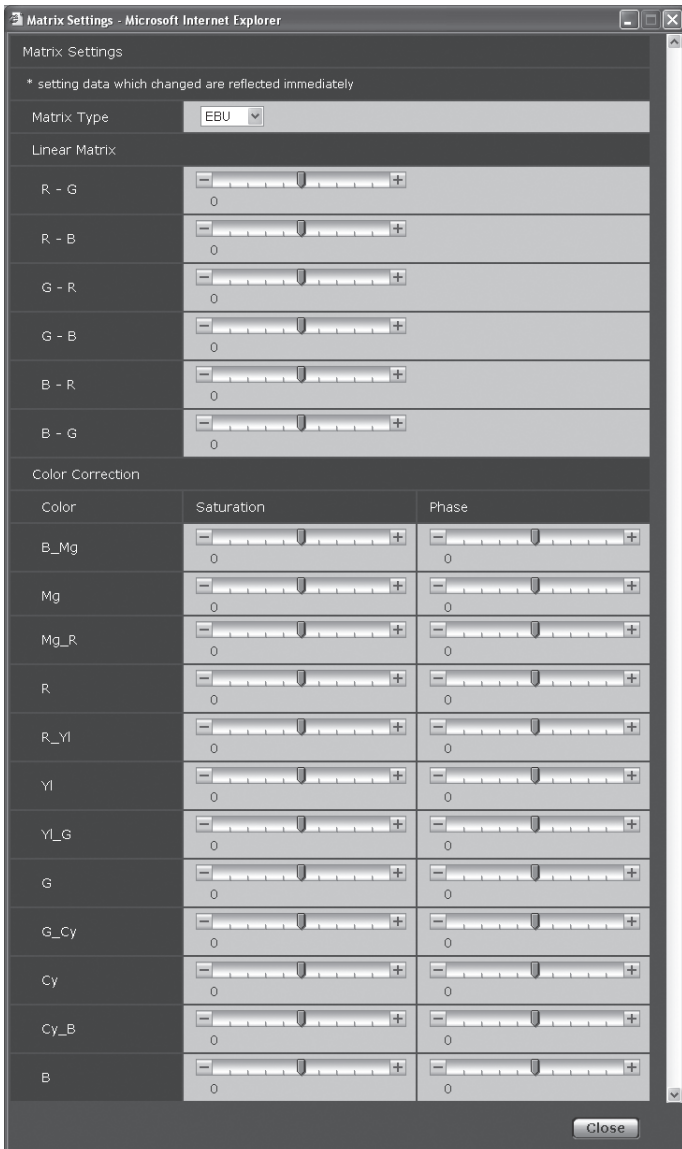 Matrix Settings - Microsoft Internet Explorer
Matrix Settings
* setting data which changed are reflected immediately
Matrix Type EBU
Linear Matrix
R - G
0
R - B
0
G - R
0
G - B
0
B - R
0
B - G
0
Color Correction
Color Saturation Phase
B_Mg
0 0
Mg
0 0
Mg_R
0 0
R
0 0
R_Yl
0 0
Yl
0 0
Yl_G
0 0
G
0 0
G_Cy
0 0
Cy
0 0
Cy_B
0 0
B
0 0
Close